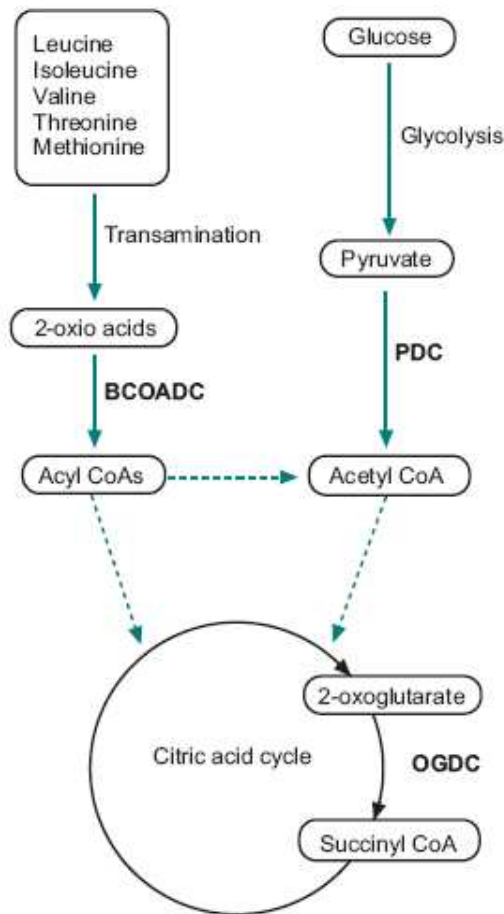 Leucine
Isoleucine
Valine
Threonine
Methionine
Transamination
2-oxio acids
BCOADC
Acyl CoAs
Glucose
Glycolysis
Pyruvate
PDC
Acetyl CoA
2-oxoglutarate
Citric acid cycle
OGDC
Succinyl CoA